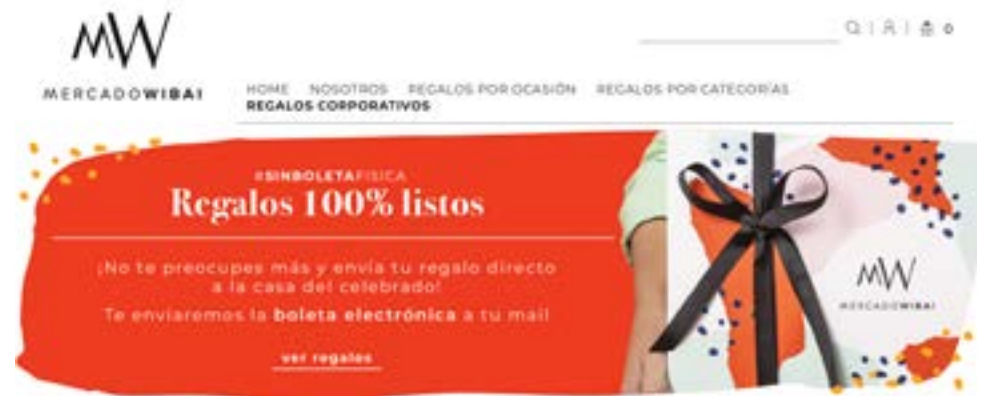 MW
MERCADOWIBAI
0
HOME NOSOTROS REGALOS POR OCASIÓN REGALOS POR CATEGORÍAS
REGALOS CORPORATIVOS
#SINBOLETAFISICA
Regalos 100% listos
¡No te preocupes más y envía tu regalo directo
a la casa del celebrado!
Te enviaremos la boleta electrónica a tu mail
ver regalos
MW
MERCADOWIBAI